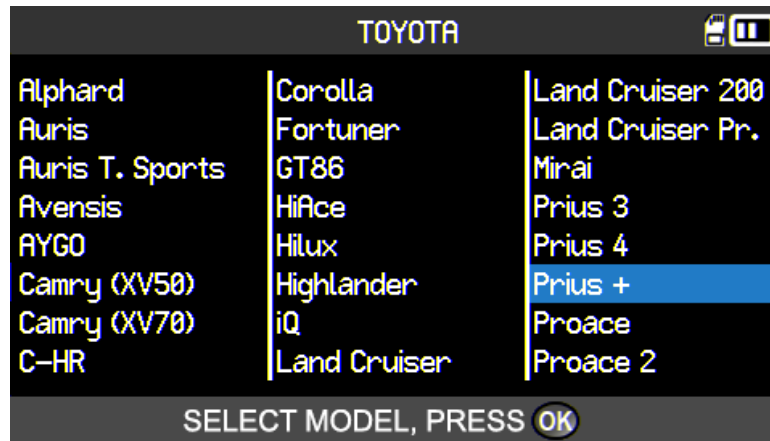 TOYOTA
Alphard
Auris
Auris T. Sports
Avensis
AYGO
Camry (XV50)
Camry (XV70)
C-HR
Corolla
Fortuner
GT86
HiAce
Hilux
Highlander
iQ
Land Cruiser
Land Cruiser 200
Land Cruiser Pr.
Mirai
Prius 3
Prius 4
Prius +
Proace
Proace 2
SELECT MODEL, PRESS OK